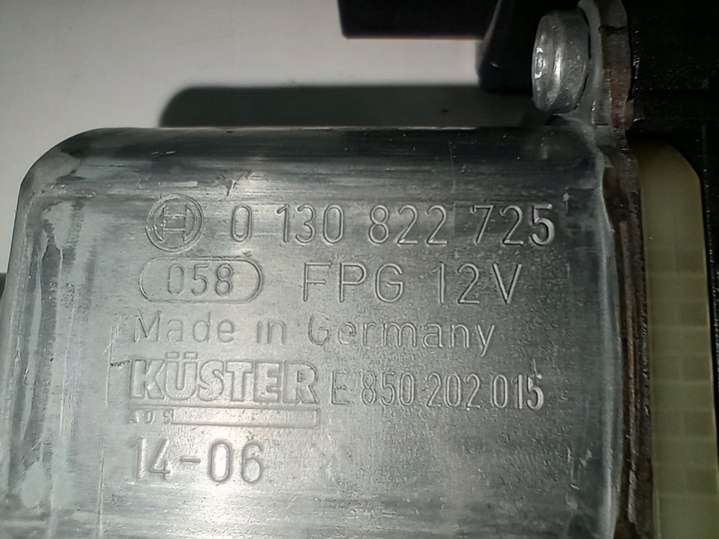 0 130 822 725
058 FPG 12V
Made in Germany
KÜSTER E 850 202 015
14-06